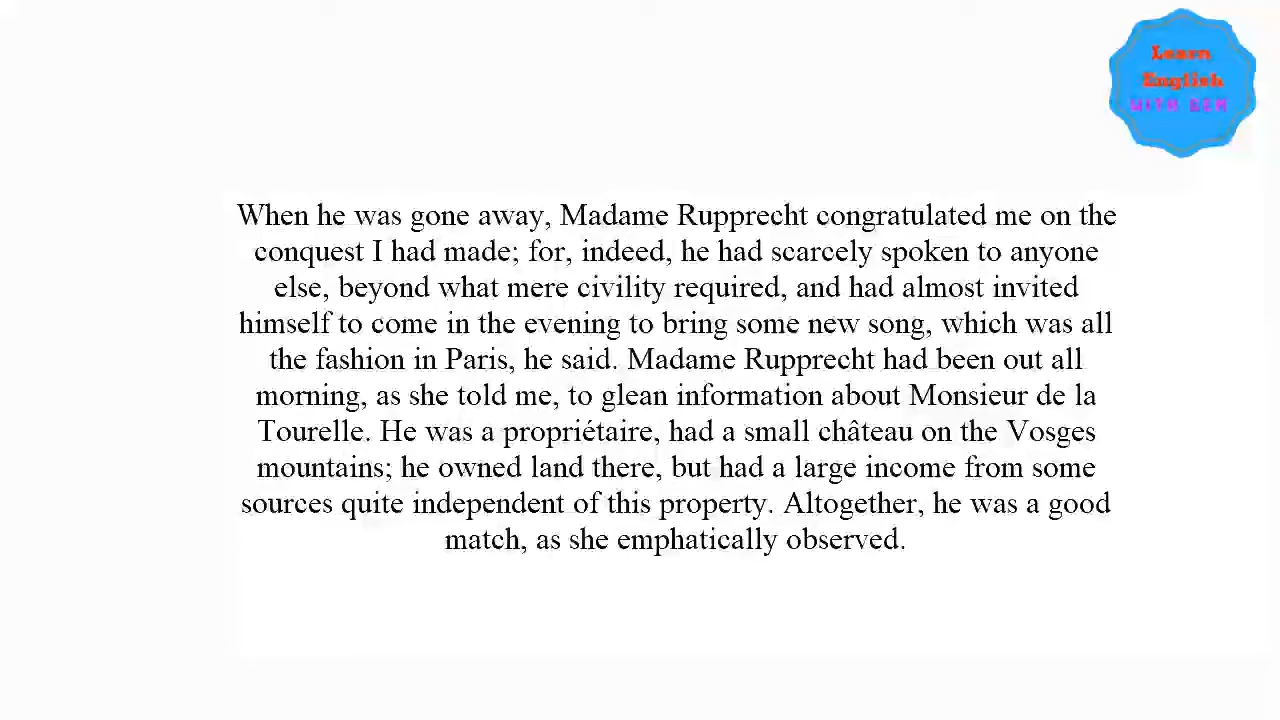 Learn
English
WITH
When he was gone away, Madame Rupprecht congratulated me on the
conquest I had made; for, indeed, he had scarcely spoken to anyone
else, beyond what mere civility required, and had almost invited
himself to come in the evening to bring some new song, which was all
the fashion in Paris, he said. Madame Rupprecht had been out all
morning, as she told me, to glean information about Monsieur de la
Tourelle. He was a propriétaire, had a small château on the Vosges
mountains; he owned land there, but had a large income from some
sources quite independent of this property. Altogether, he was a good
match, as she emphatically observed.